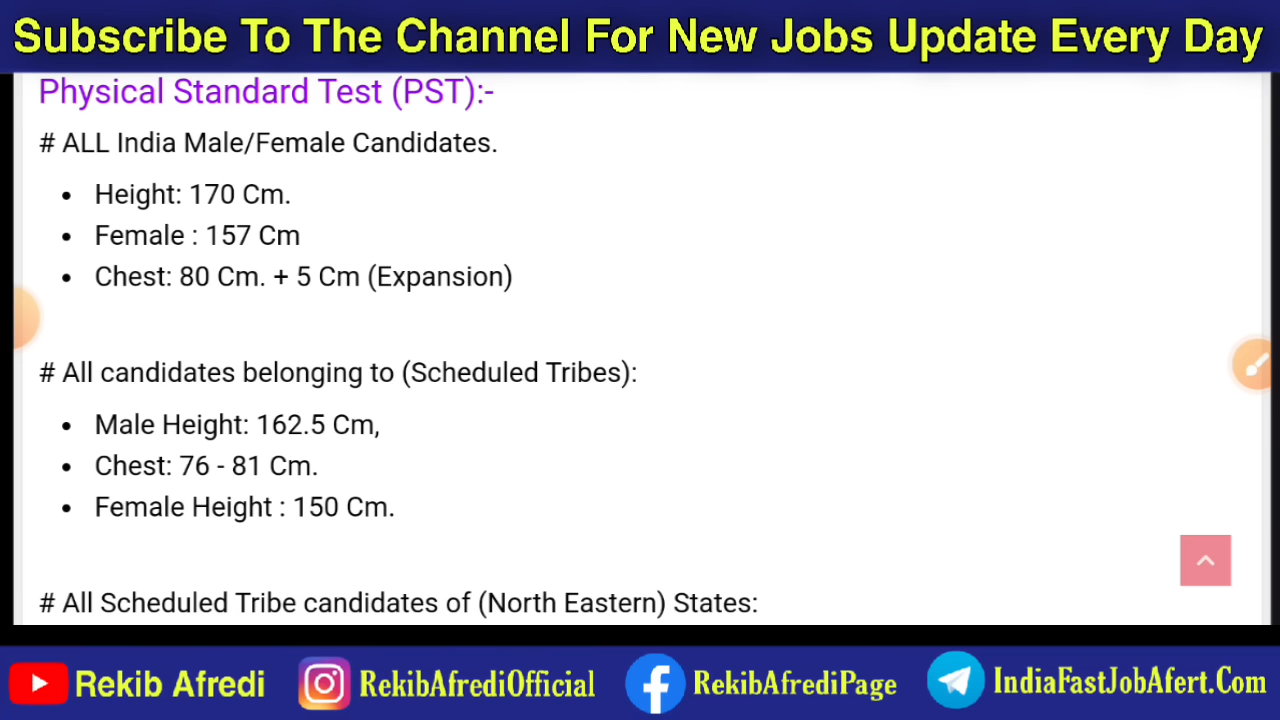 Subscribe To The Channel For New Jobs Update Every Day
Physical Standard Test (PST):-
# ALL India Male/Female Candidates.
• Height: 170 Cm.
• Female : 157 Cm
• Chest: 80 Cm. + 5 Cm (Expansion)
# All candidates belonging to (Scheduled Tribes):
• Male Height: 162.5 Cm,
• Chest: 76 - 81 Cm.
• Female Height : 150 Cm.
# All Scheduled Tribe candidates of (North Eastern) States:
Rekib Afredi RekibAfrediOfficial RekibAfrediPage IndiaFastJobAfert.Com